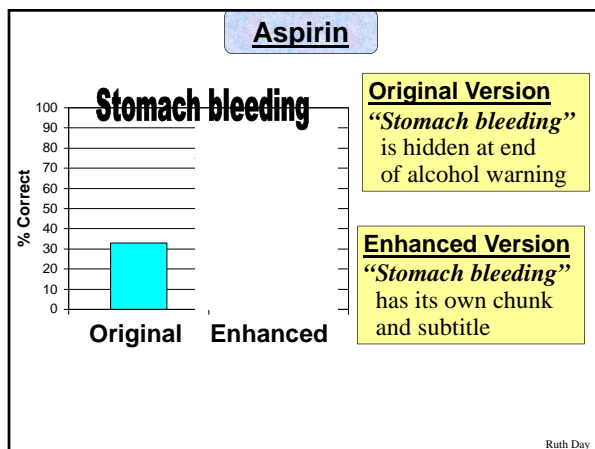 Aspirin
Stomach bleeding
% Correct
100
90
80
70
60
50
40
30
20
10
0
Original Enhanced
Original Version
“Stomach bleeding”
is hidden at end
of alcohol warning
Enhanced Version
“Stomach bleeding”
has its own chunk
and subtitle
Ruth Day